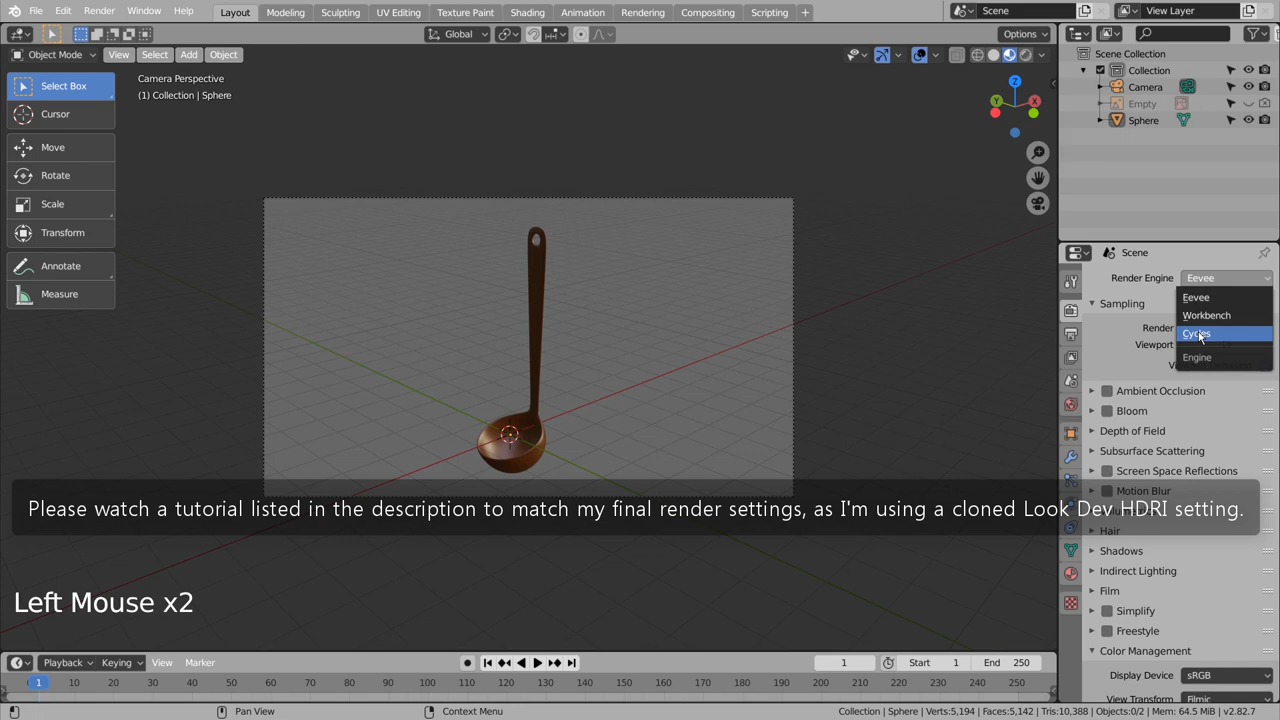 File Edit Render Window Help
Layout Modeling Sculpting UV Editing Texture Paint Shading Animation Rendering Compositing Scripting +
Scene
View Layer
Global
Options
Object Mode View Select Add Object
Select Box
Cursor
Move
Rotate
Scale
Transform
Annotate
Measure
Camera Perspective
(1) Collection | Sphere
Z
Y
X
Scene Collection
Collection
Camera
Empty
Sphere
Scene
Render Engine Eevee
Eevee
Workbench
Cycles
Engine
Sampling
Render
Viewport
Ambient Occlusion
Bloom
Depth of Field
Subsurface Scattering
Screen Space Reflections
Motion Blur
Hair
Shadows
Indirect Lighting
Film
Simplify
Freestyle
Color Management
Display Device sRGB
View Transform Filmic
Please watch a tutorial listed in the description to match my final render settings, as I'm using a cloned Look Dev HDRI setting.
Left Mouse x2
Playback Keying View Marker
1 Start 1 End 250
1 10 20 30 40 50 60 70 80 90 100 110 120 130 140 150 160 170 180 190 200 210 220 230 240 250
Pan View
Context Menu
Collection | Sphere | Verts:5,194 | Faces:5,142 | Tris:10,388 | Objects:0/2 | Mem: 64.5 MiB | v2.82.7